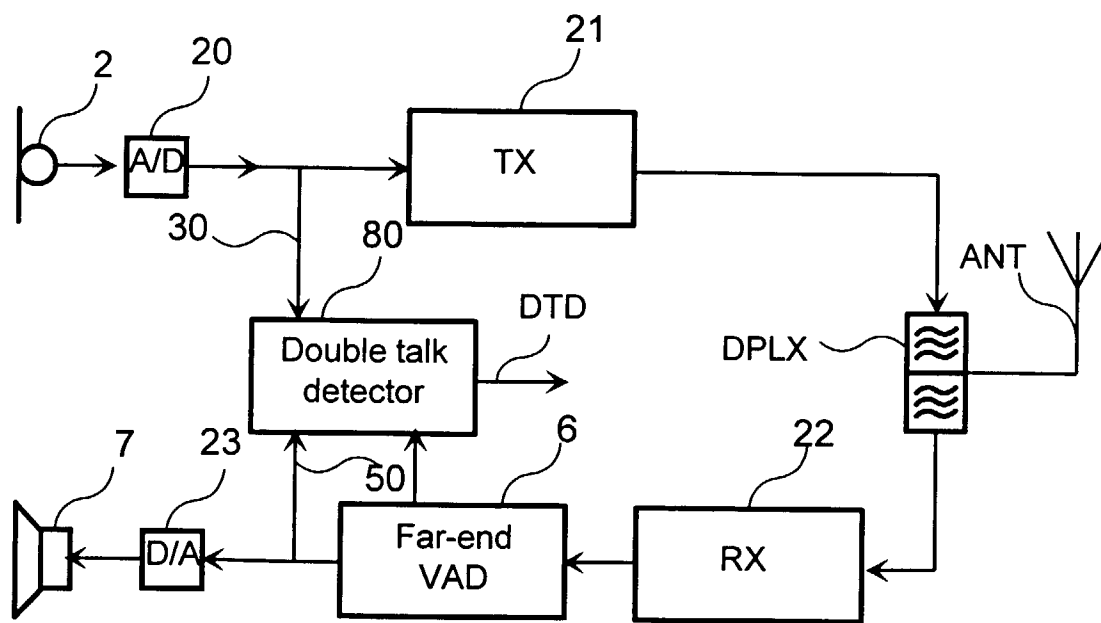 2
20
21
A/D
TX
30
80
ANT
DTD
DPLX
Double talk
detector
7
23
50
6
22
D/A
Far-end
VAD
RX